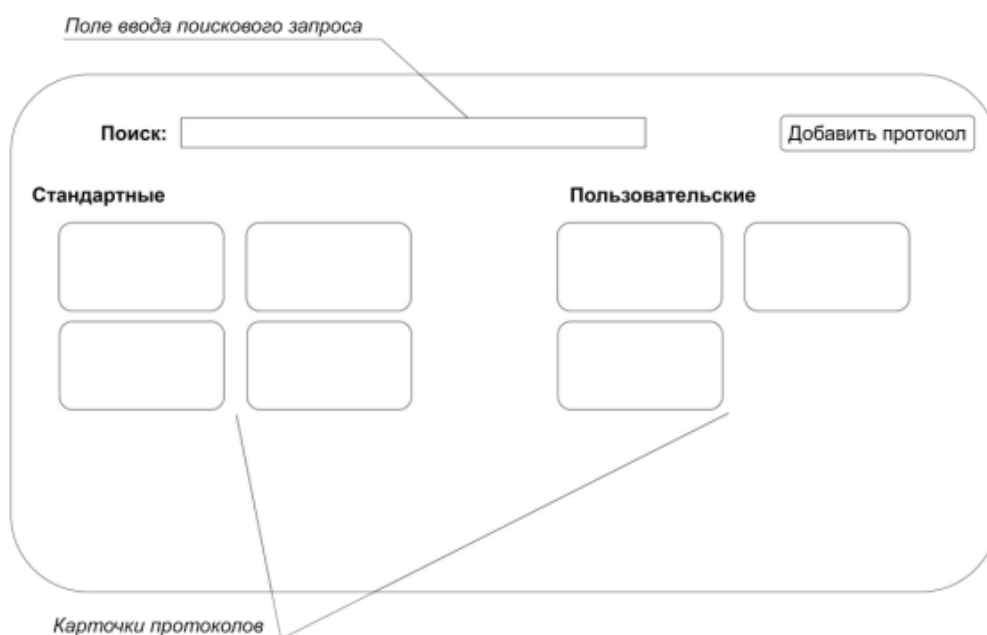 Поле ввода поискового запроса
Поиск:
Добавить протокол
Стандартные
Пользовательские
Карточки протоколов